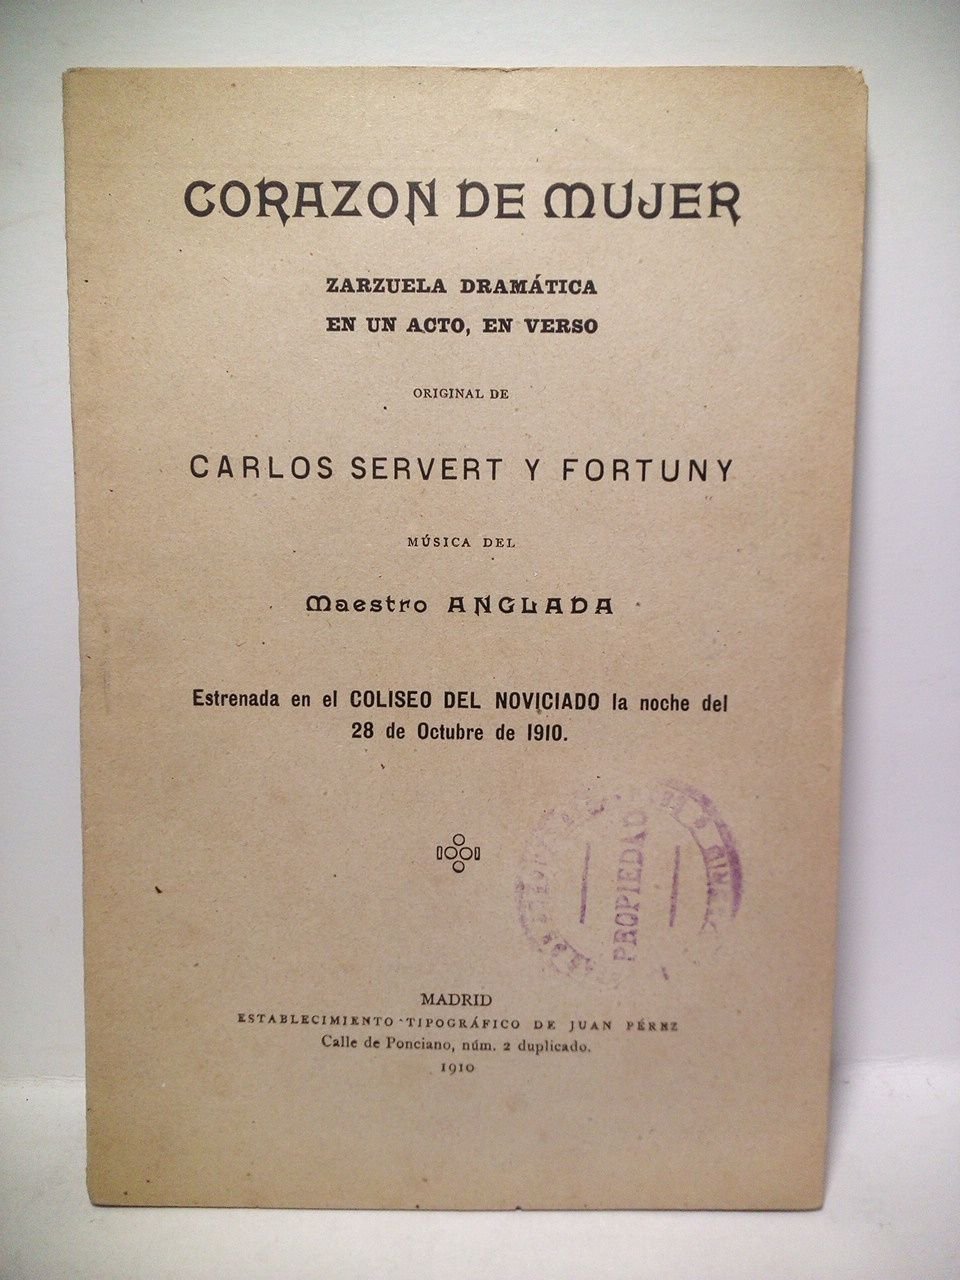 CORAZON DE MUJER
ZARZUELA DRAMÁTICA
EN UN ACTO, EN VERSO
ORIGINAL DE
CARLOS SERVERT Y FORTUNY
MÚSICA DEL
Maestro ANGLADA
Estrenada en el COLISEO DEL NOVICIADO la noche del
28 de Octubre de 1910.
PROPIEDAD
MADRID
ESTABLECIMIENTO TIPOGRÁFICO DE JUAN PÉREZ
Calle de Ponciano, núm. 2 duplicado.
1910